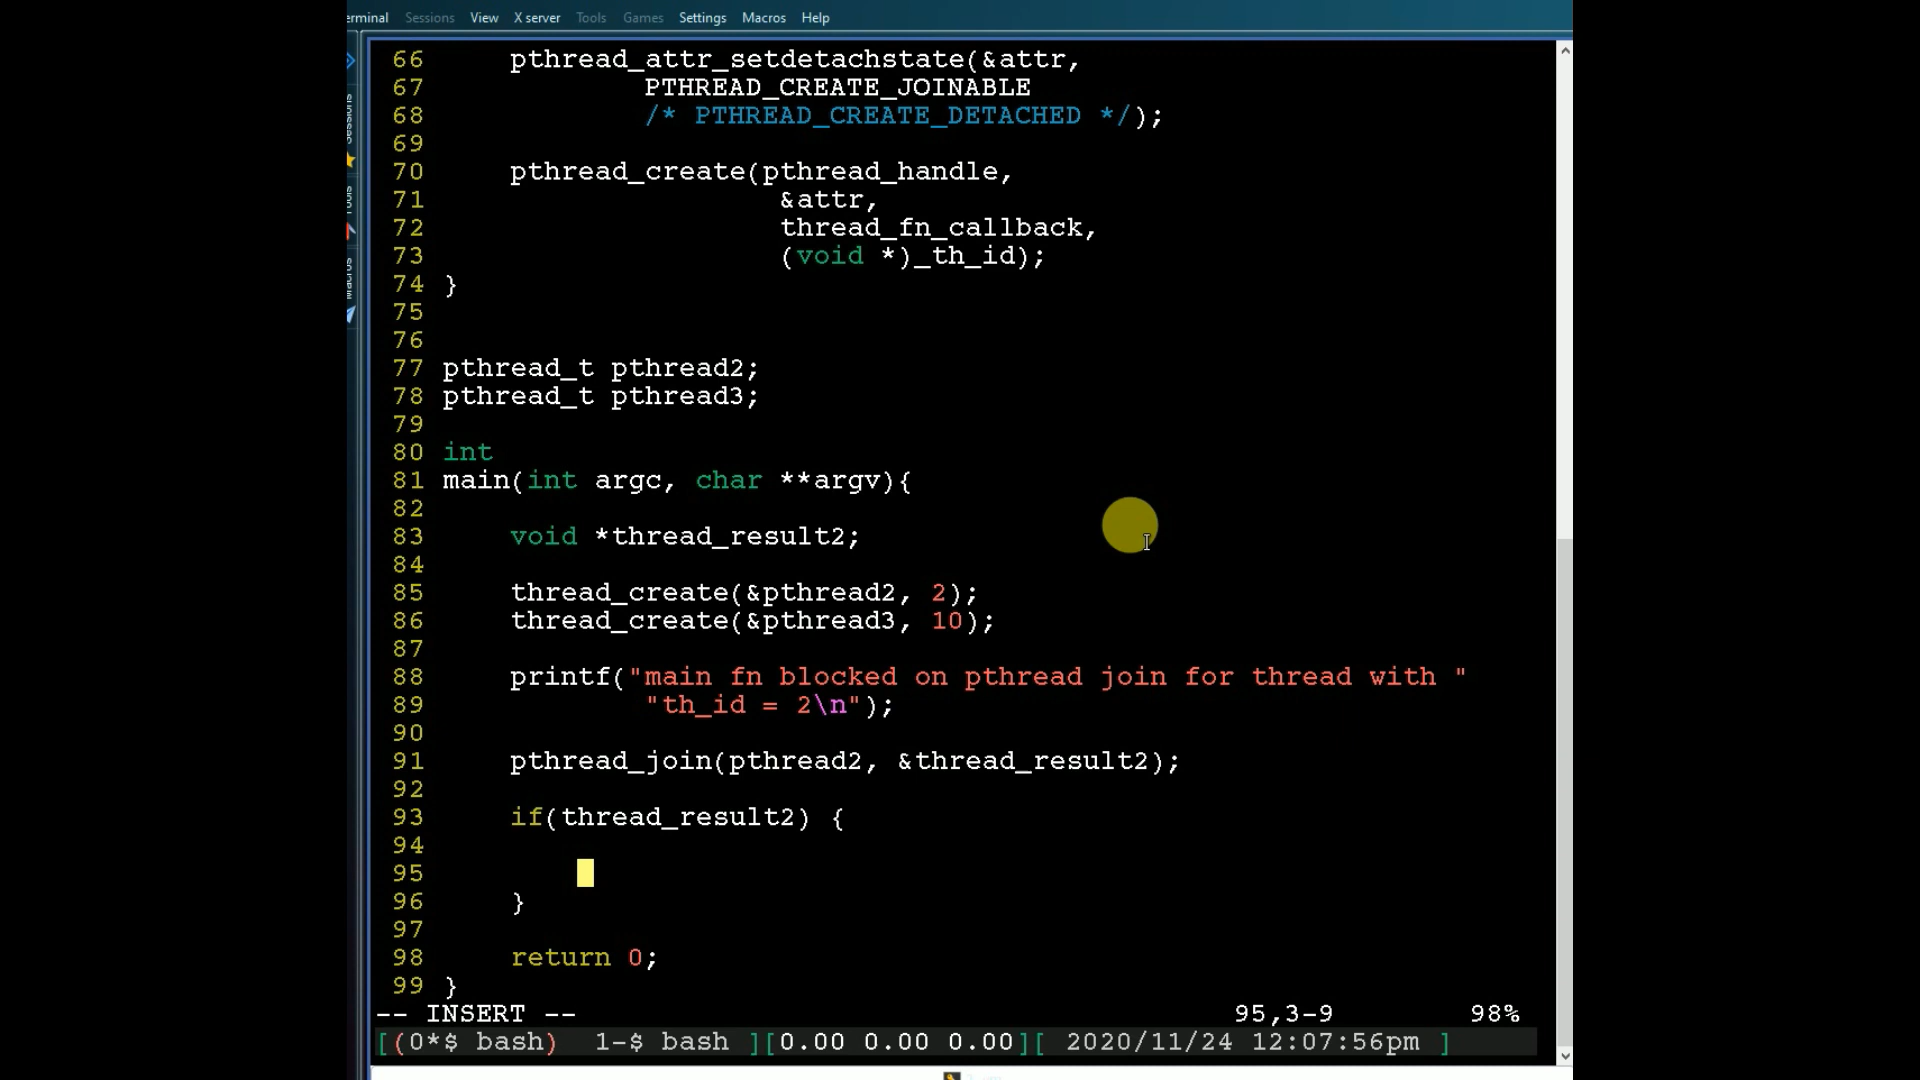 erminal Sessions View X server Tools Games Settings Macros Help
66 pthread_attr_setdetachstate(&attr,
67 PTHREAD_CREATE_JOINABLE
68 /* PTHREAD_CREATE_DETACHED */);
69
70 pthread_create(pthread_handle,
71 &attr,
72 thread_fn_callback,
73 (void *)_th_id);
74 }
75
76
77 pthread_t pthread2;
78 pthread_t pthread3;
79
80 int
81 main(int argc, char **argv){
82
83 void *thread_result2;
84
85 thread_create(&pthread2, 2);
86 thread_create(&pthread3, 10);
87
88 printf("main fn blocked on pthread join for thread with "
89 "th_id = 2\n");
90
91 pthread_join(pthread2, &thread_result2);
92
93 if(thread_result2) {
94
95
96 }
97
98 return 0;
99 }
-- INSERT -- 95,3-9 98%
[(0*$ bash) 1-$ bash ][0.00 0.00 0.00][ 2020/11/24 12:07:56pm ]